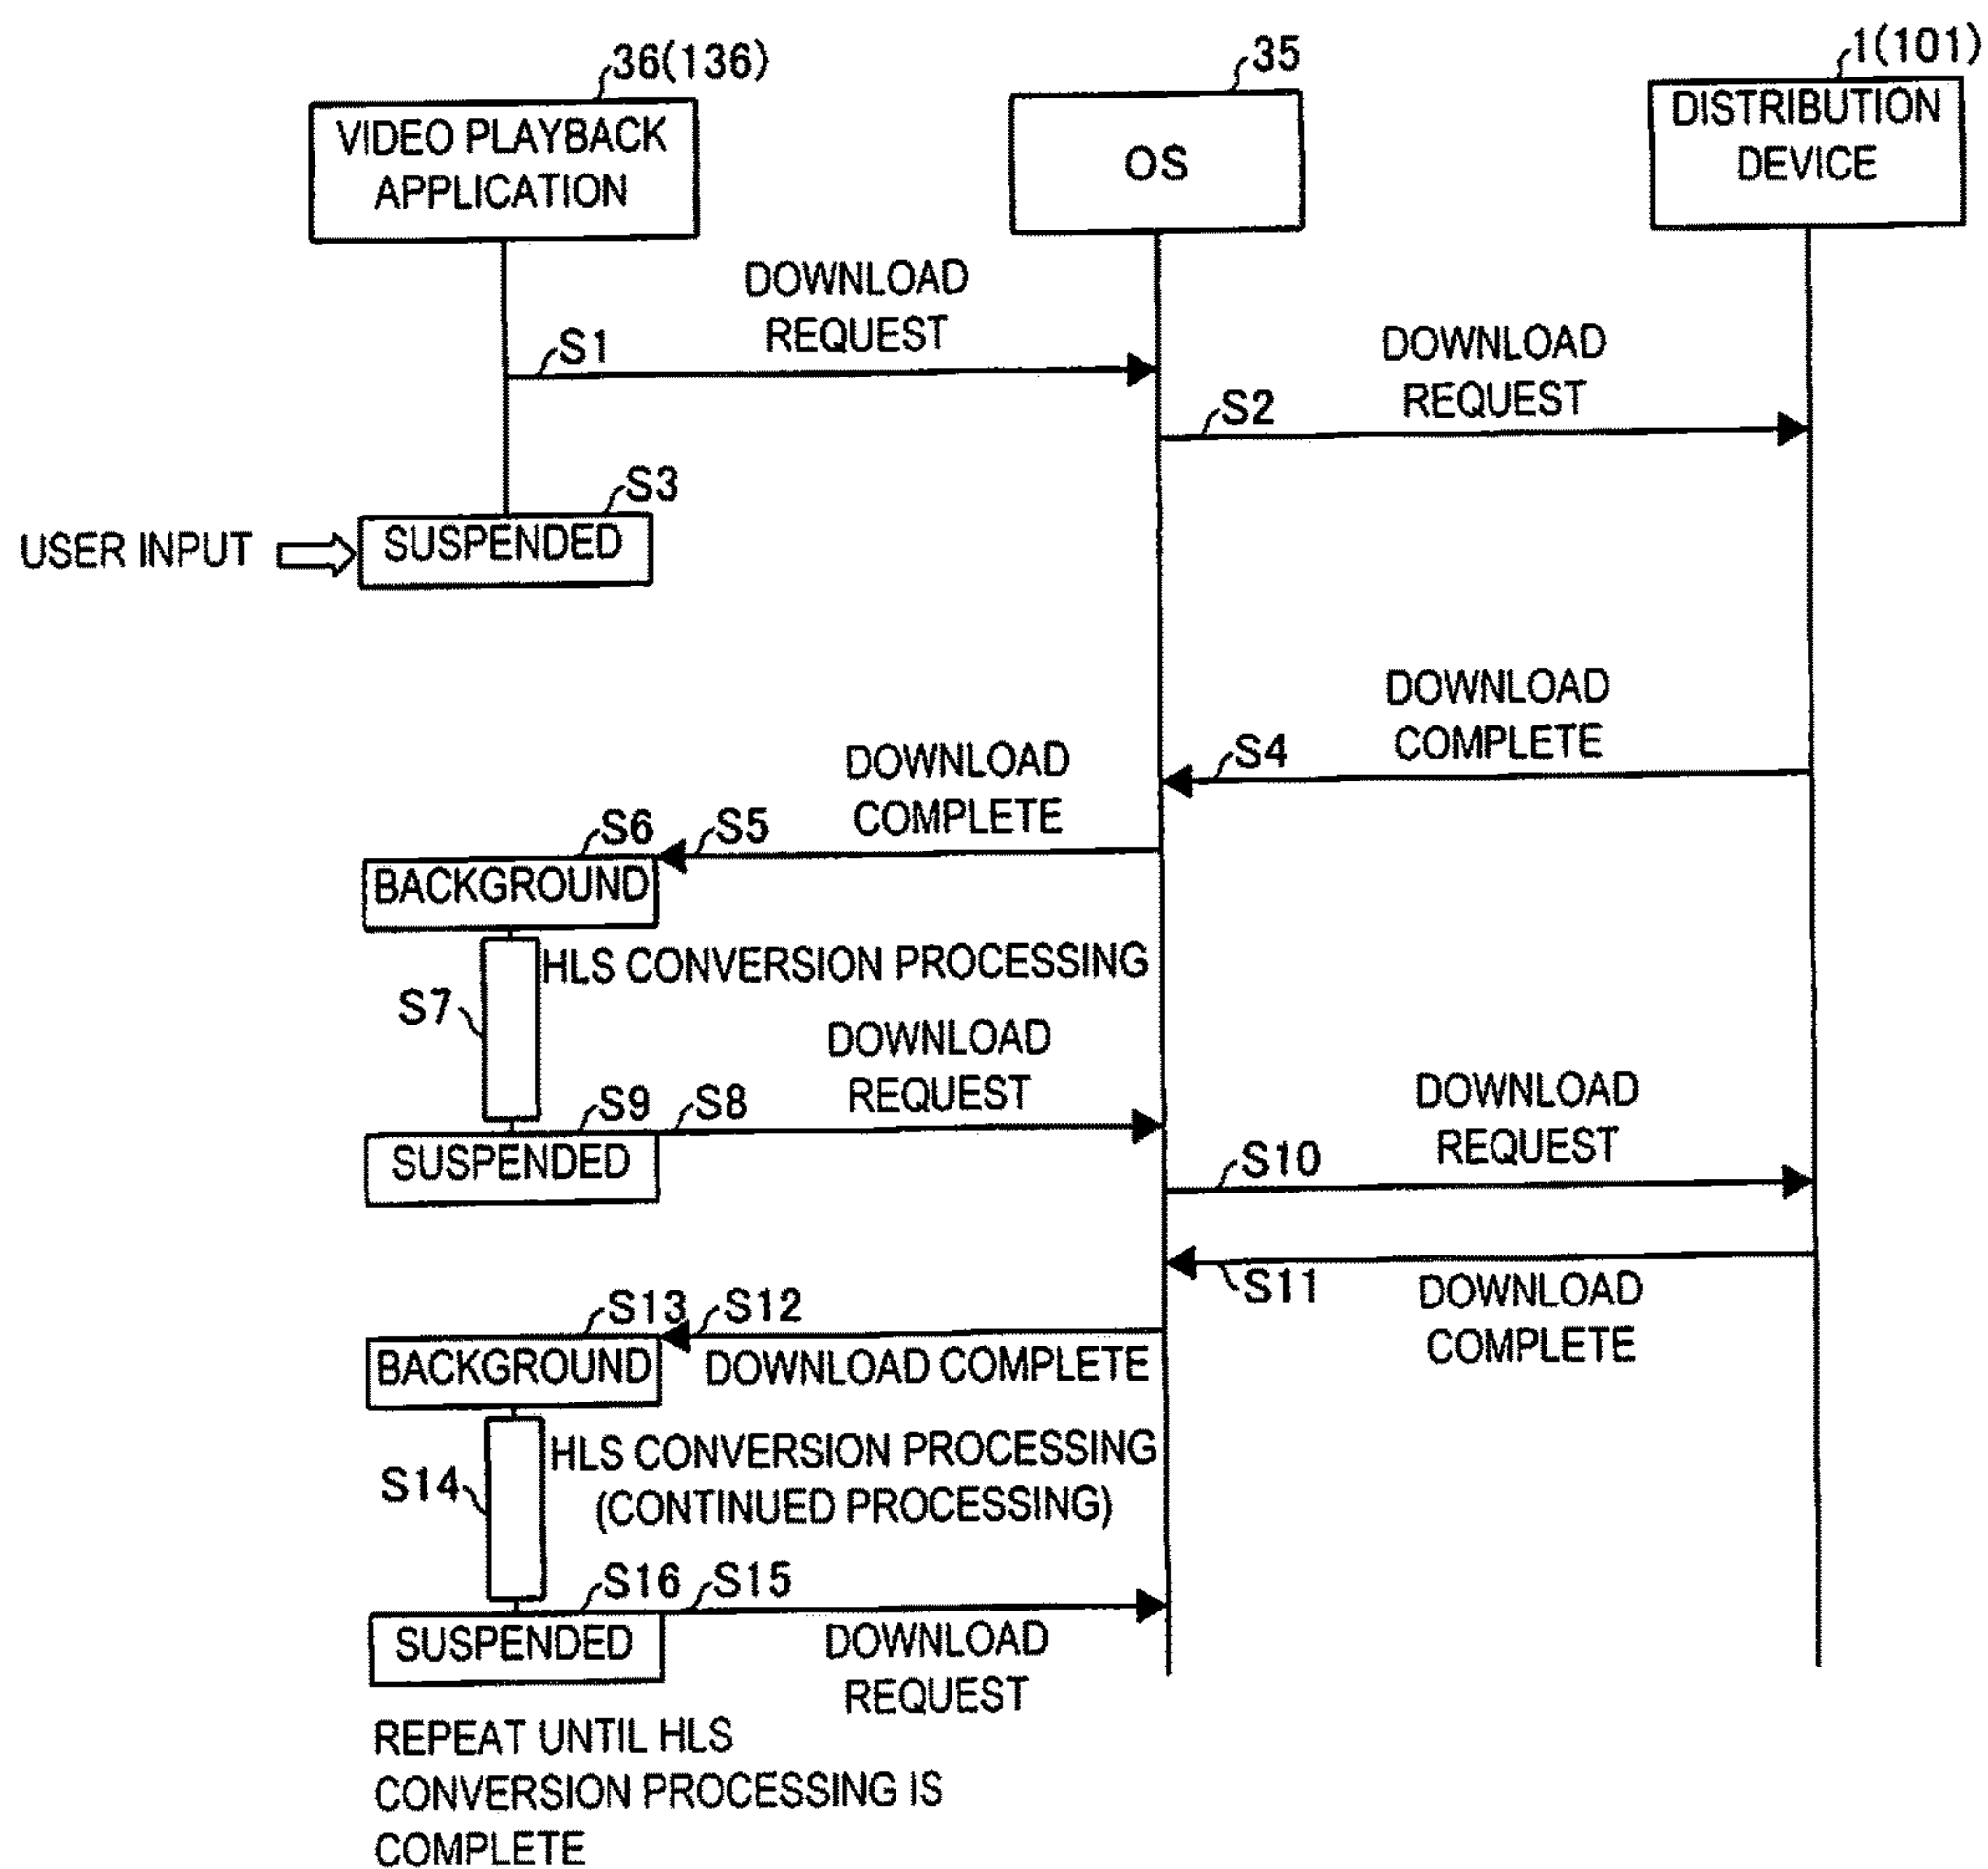 36(136)
35
1(101)
VIDEO PLAYBACK
APPLICATION
OS
DISTRIBUTION
DEVICE
DOWNLOAD
REQUEST
S1
DOWNLOAD
REQUEST
S2
S3
USER INPUT
SUSPENDED
DOWNLOAD
COMPLETE
S4
DOWNLOAD
COMPLETE
S6
S5
BACKGROUND
HLS CONVERSION PROCESSING
S7
DOWNLOAD
REQUEST
S9
S8
SUSPENDED
DOWNLOAD
REQUEST
S10
S11
DOWNLOAD
COMPLETE
S13
S12
BACKGROUND
DOWNLOAD COMPLETE
HLS CONVERSION PROCESSING
(CONTINUED PROCESSING)
S14
S16
S15
SUSPENDED
DOWNLOAD
REQUEST
REPEAT UNTIL HLS
CONVERSION PROCESSING IS
COMPLETE